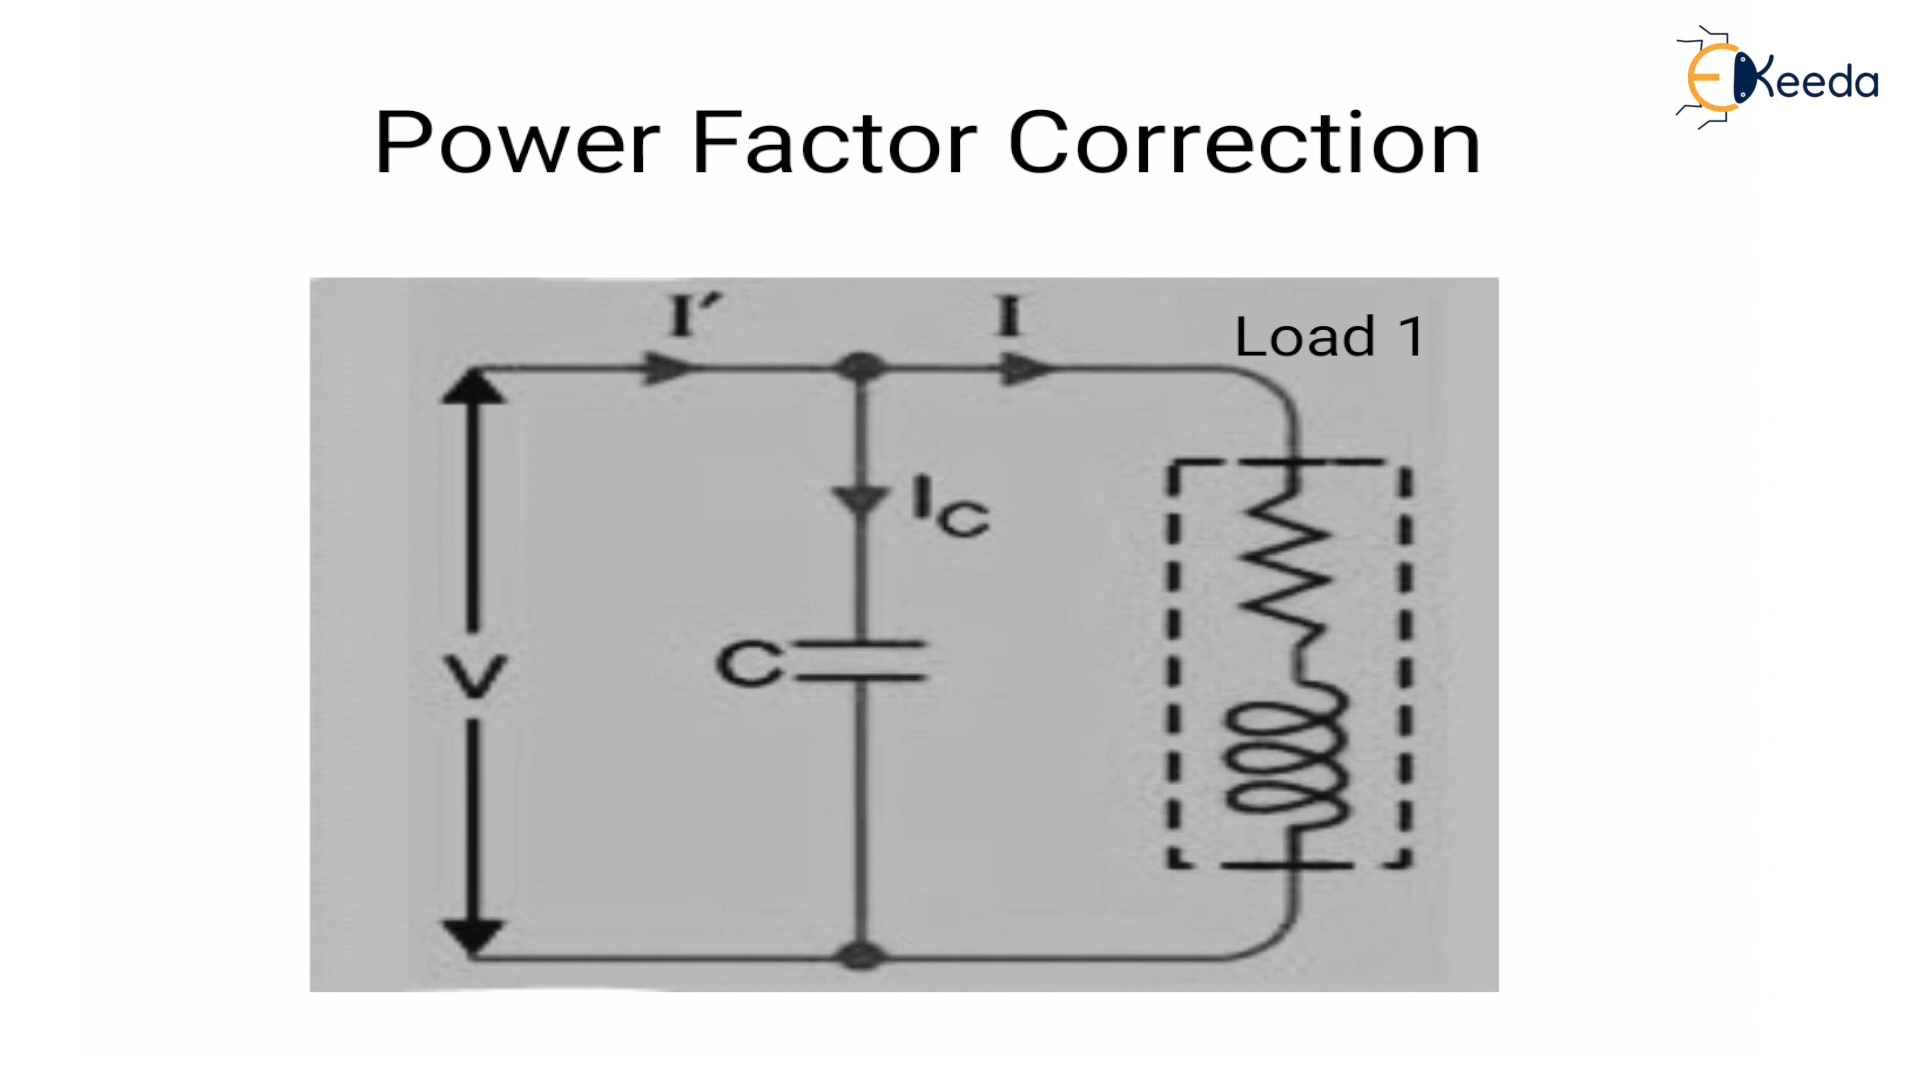 Keeda
Power Factor Correction
I′ I
Load 1
IC
C
V